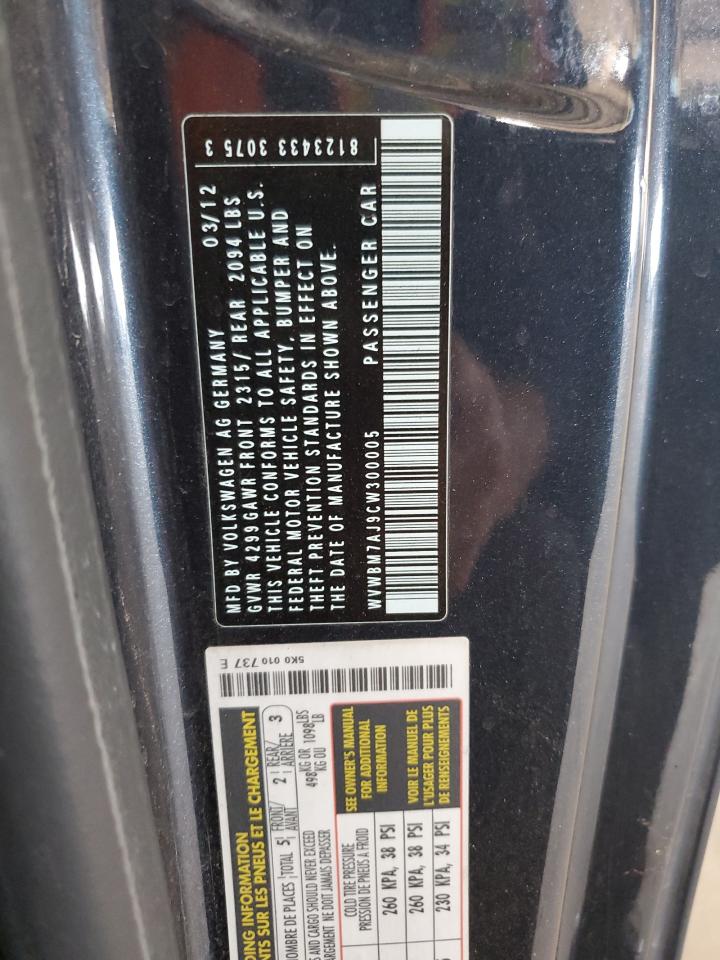 MFD BY VOLKSWAGEN AG GERMANY 03/12
GVWR 4299 GAWR FRONT 2315/ REAR 2094 LBS
THIS VEHICLE CONFORMS TO ALL APPLICABLE U.S.
FEDERAL MOTOR VEHICLE SAFETY, BUMPER AND
THEFT PREVENTION STANDARDS IN EFFECT ON
THE DATE OF MANUFACTURE SHOWN ABOVE.
WVWBM7AJ9CW300005 PASSENGER CAR
8123433 3075 3
5K0 010 737 E
DING INFORMATION
NTS SUR LES PNEUS ET LE CHARGEMENT
OMBRE DE PLACES TOTAL 5 FRONT/ AVANT 2 REAR/ ARRIÈRE 3
S AND CARGO SHOULD NEVER EXCEED 498 KG OR 1098 LBS
ARGEMENT NE DOIT JAMAIS DEPASSER KG OU LB
COLD TIRE PRESSURE
PRESSION DE PNEUS A FROID
SEE OWNER'S MANUAL
FOR ADDITIONAL
INFORMATION
260 KPA, 38 PSI
260 KPA, 38 PSI
230 KPA, 34 PSI
VOIR LE MANUEL DE
L'USAGER POUR PLUS
DE RENSEIGNEMENTS